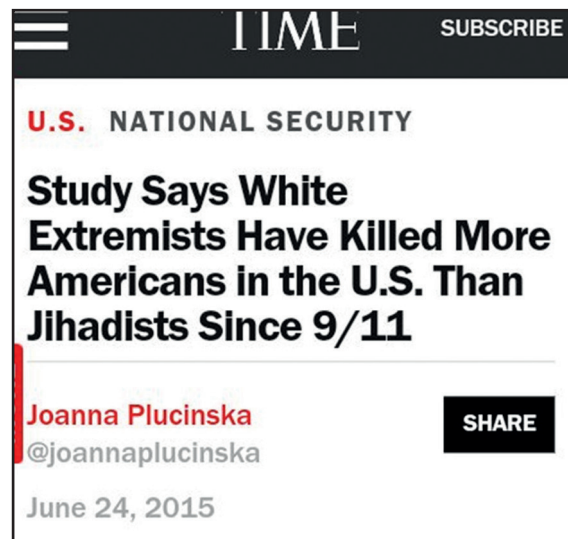 TIME
SUBSCRIBE
U.S. NATIONAL SECURITY
Study Says White
Extremists Have Killed More
Americans in the U.S. Than
Jihadists Since 9/11
Joanna Plucinska
SHARE
@joannaplucinska
June 24, 2015